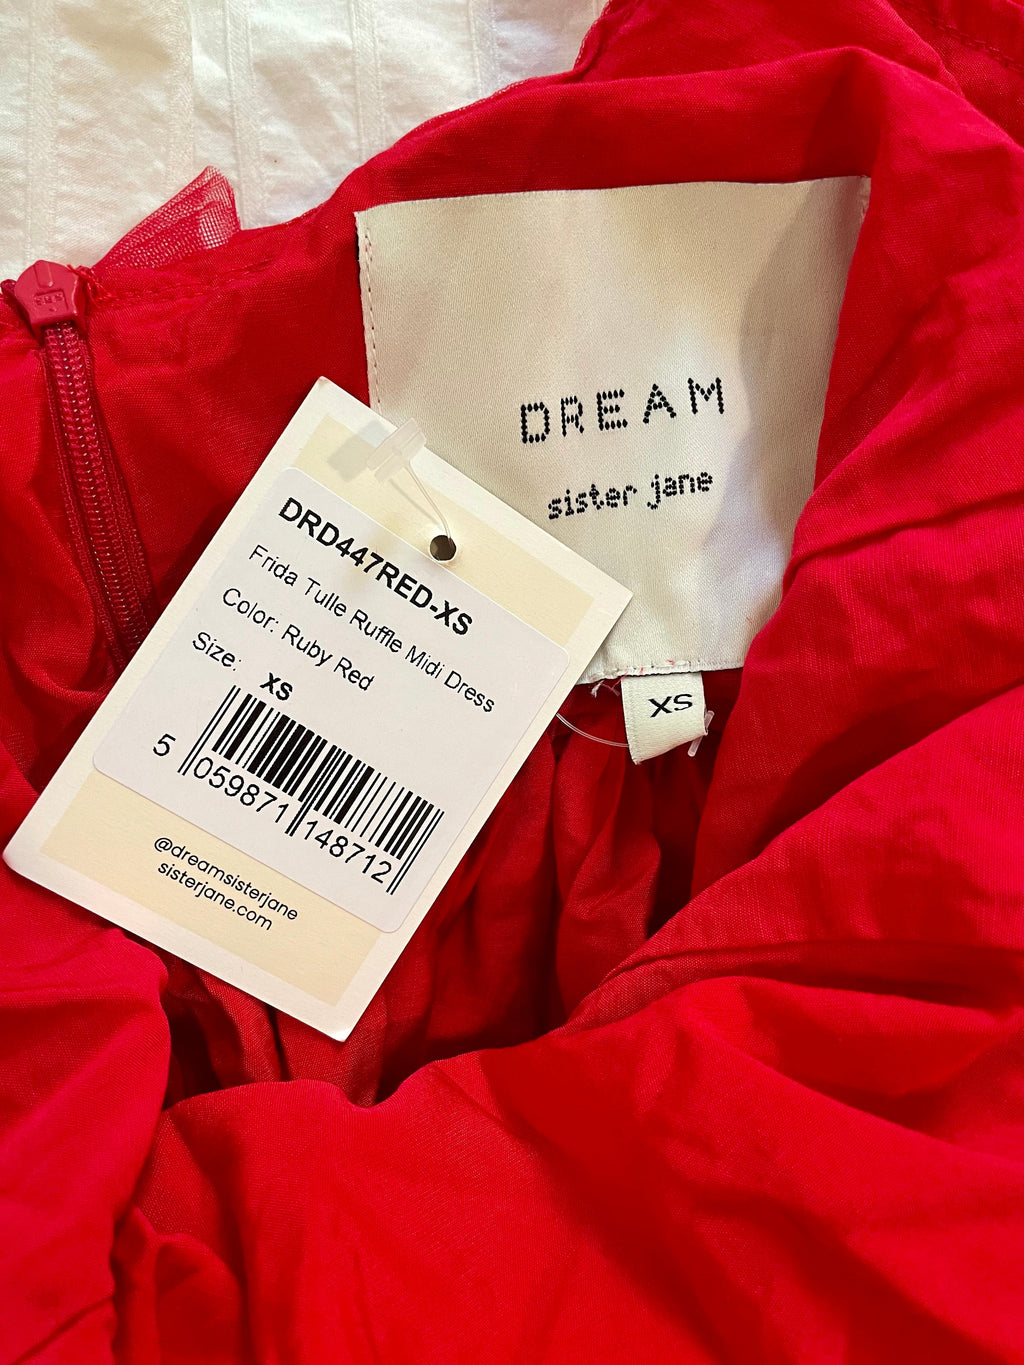 DREAM
sister jane
XS
DRD447RED-XS
Frida Tulle Ruffle Midi Dress
Color: Ruby Red
Size: XS
5 059871 148712
@dreamsisterjane
sisterjane.com